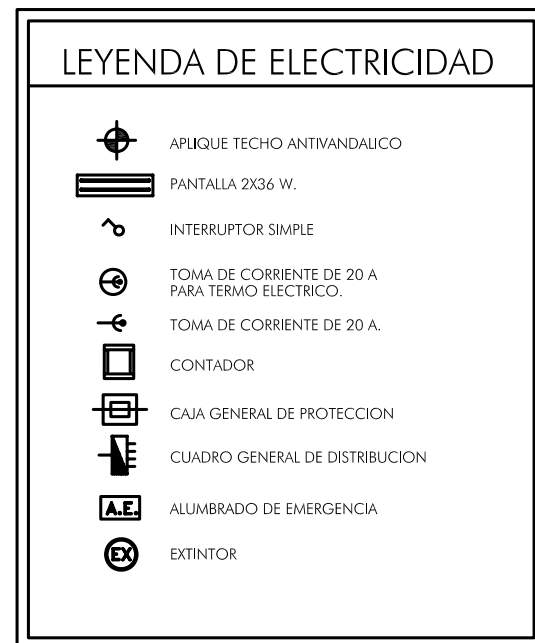 LEYENDA DE ELECTRICIDAD
APLIQUE TECHO ANTIVANDALICO
PANTALLA 2X36 W.
INTERRUPTOR SIMPLE
TOMA DE CORRIENTE DE 20 A
PARA TERMO ELECTRICO.
TOMA DE CORRIENTE DE 20 A.
CONTADOR
CAJA GENERAL DE PROTECCION
CUADRO GENERAL DE DISTRIBUCION
A.E. ALUMBRADO DE EMERGENCIA
EX EXTINTOR